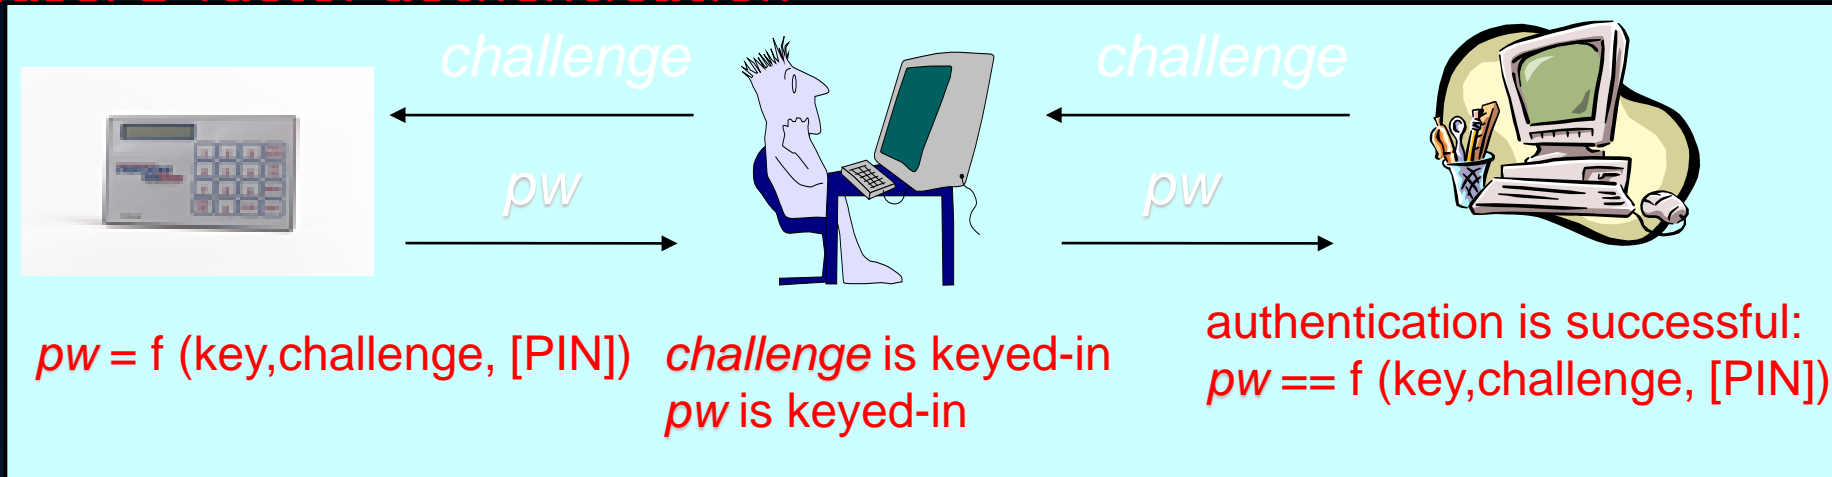 challenge
challenge
pw
pw
pw = f (key,challenge, [PIN])
challenge is keyed-in
pw is keyed-in
authentication is successful:
pw == f (key,challenge, [PIN])